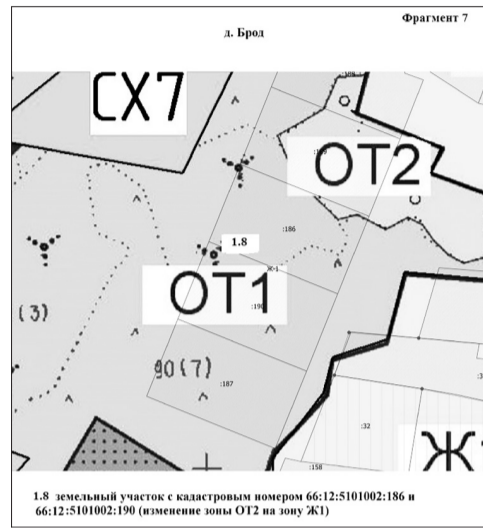 Фрагмент 7
д. Брод
СХ7
ОТ2
:186
1.8
Ж-1
ОТ1
:190
(3)
90(7)
:187
:32
Ж1
:158
1.8 земельный участок с кадастровым номером 66:12:5101002:186 и
66:12:5101002:190 (изменение зоны ОТ2 на зону Ж1)